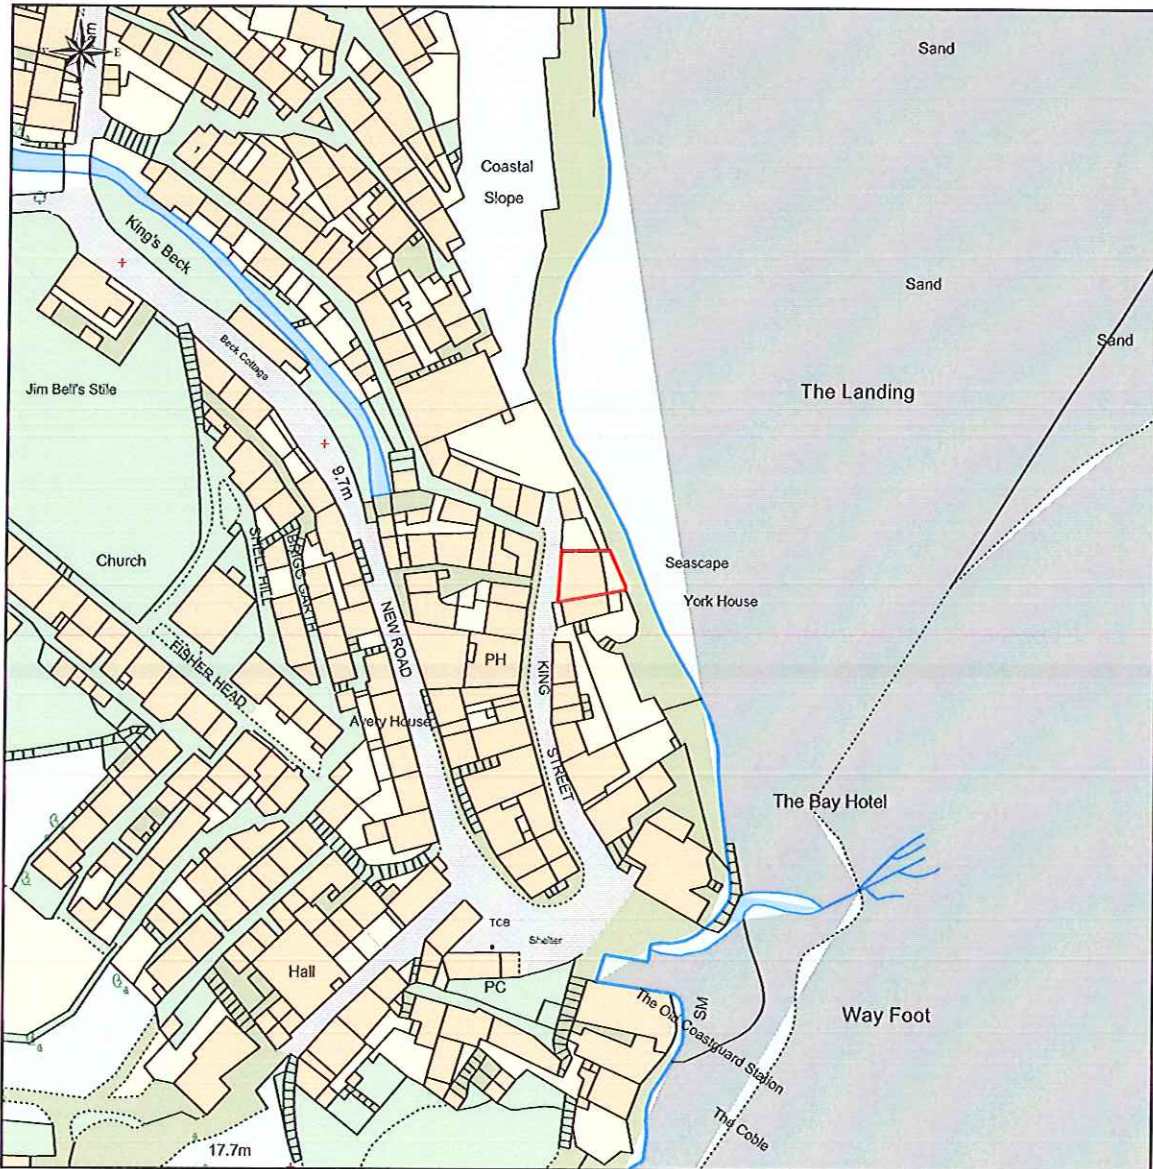 E
Sand
Coastal
Slope
King's Beck
Sand
Sand
Beck Cottage
Jim Bell's Stile
The Landing
9.7m
Church
SHELL HILL
BRIGG GARTH
Seascape
York House
NEW ROAD
FISHER HEAD
PH
KING
STREET
Avery House
The Bay Hotel
TCB
Shelter
Hall
PC
The Old Coastguard Station
SM
Way Foot
The Coble
17.7m